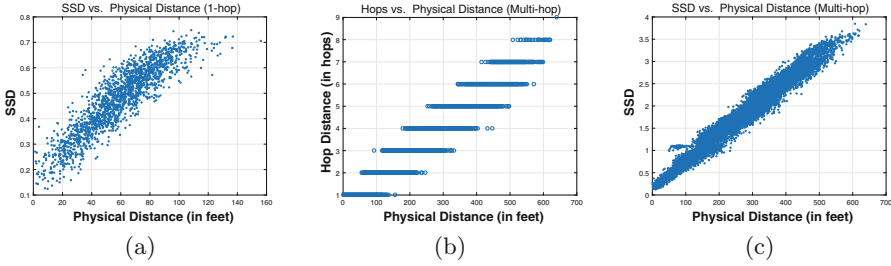 SSD vs. Physical Distance (1-hop)
0.8
0.7
0.6
0.5
0.4
0.3
0.2
0.1
SSD
0 20 40 60 80 100 120 140 160
Physical Distance (in feet)
(a)
Hops vs. Physical Distance (Multi-hop)
9
8
7
6
5
4
3
2
1
Hop Distance (in hops)
0 100 200 300 400 500 600 700
Physical Distance (in feet)
(b)
SSD vs. Physical Distance (Multi-hop)
4
3.5
3
2.5
2
1.5
1
0.5
0
SSD
0 100 200 300 400 500 600 700
Physical Distance (in feet)
(c)